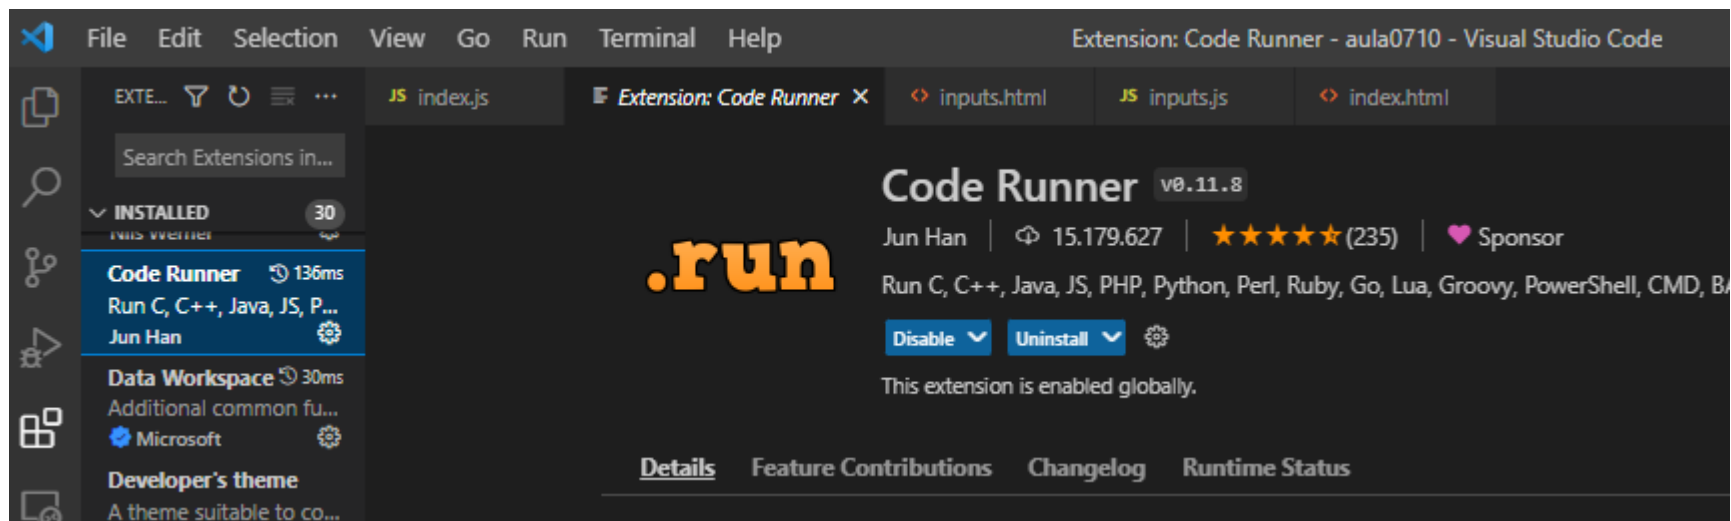 File Edit Selection View Go Run Terminal Help Extension: Code Runner - aula0710 - Visual Studio Code
EXTE... ...
JS index.js Extension: Code Runner × inputs.html JS inputs.js index.html
Search Extensions in...
INSTALLED 30
Nils Werner
Code Runner 136ms
Run C, C++, Java, JS, P...
Jun Han
Data Workspace 30ms
Additional common fu...
Microsoft
Developer's theme
A theme suitable to co...
.run
Code Runner v0.11.8
Jun Han 15.179.627 (235) Sponsor
Run C, C++, Java, JS, PHP, Python, Perl, Ruby, Go, Lua, Groovy, PowerShell, CMD, BA
Disable Uninstall
This extension is enabled globally.
Details Feature Contributions Changelog Runtime Status